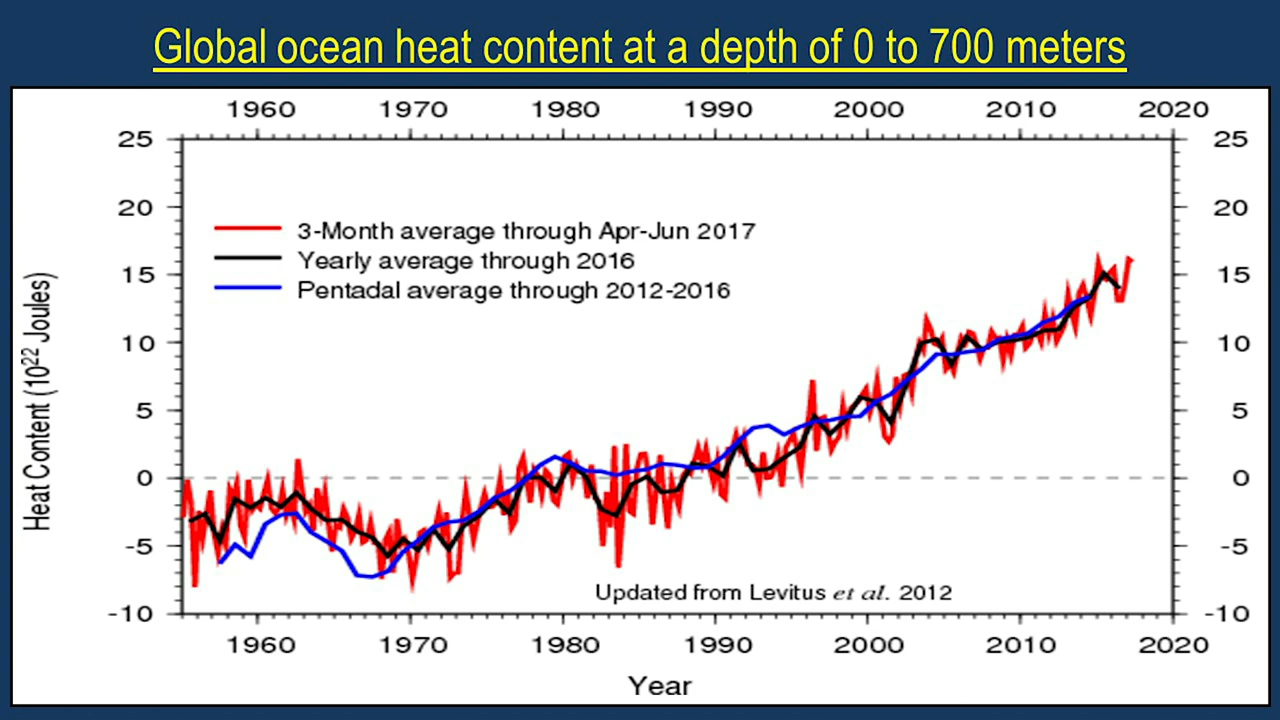 Global ocean heat content at a depth of 0 to 700 meters
1960 1970 1980 1990 2000 2010 2020
25 25
20 20
3-Month average through Apr-Jun 2017
Yearly average through 2016
15 15
Pentadal average through 2012-2016
Heat Content (10²² Joules)
10 10
5 5
0 0
-5 -5
Updated from Levitus et al. 2012
-10 -10
1960 1970 1980 1990 2000 2010 2020
Year